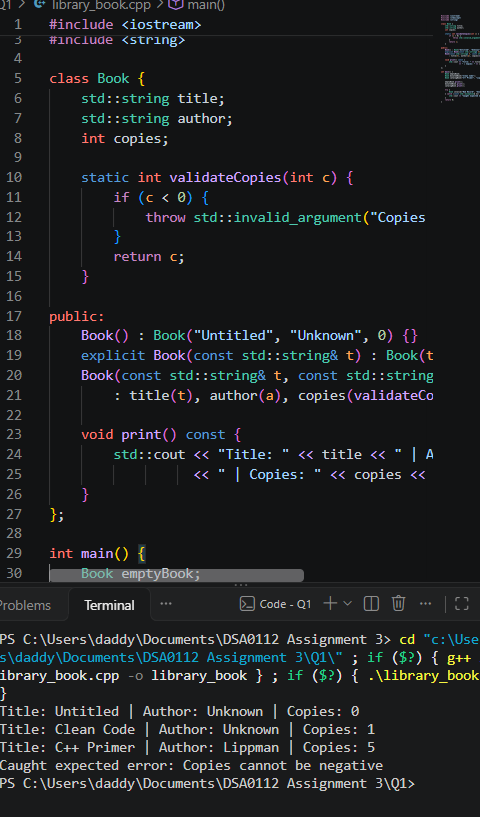 Q1 > library_book.cpp > main()
1 #include <iostream>
3 #include <string>
4
5 class Book {
6 std::string title;
7 std::string author;
8 int copies;
9
10 static int validateCopies(int c) {
11 if (c < 0) {
12 throw std::invalid_argument("Copies
13 }
14 return c;
15 }
16
17 public:
18 Book() : Book("Untitled", "Unknown", 0) {}
19 explicit Book(const std::string& t) : Book(t
20 Book(const std::string& t, const std::string
21 : title(t), author(a), copies(validateCo
22
23 void print() const {
24 std::cout << "Title: " << title << " | A
25 << " | Copies: " << copies <<
26 }
27 };
28
29 int main() {
30 Book emptyBook;
Problems Terminal ··· Code - Q1 ···
PS C:\Users\daddy\Documents\DSA0112 Assignment 3> cd "c:\Use
s\daddy\Documents\DSA0112 Assignment 3\Q1\" ; if ($?) { g++
ibrary_book.cpp -o library_book } ; if ($?) { .\library_book
}
Title: Untitled | Author: Unknown | Copies: 0
Title: Clean Code | Author: Unknown | Copies: 1
Title: C++ Primer | Author: Lippman | Copies: 5
Caught expected error: Copies cannot be negative
PS C:\Users\daddy\Documents\DSA0112 Assignment 3\Q1>